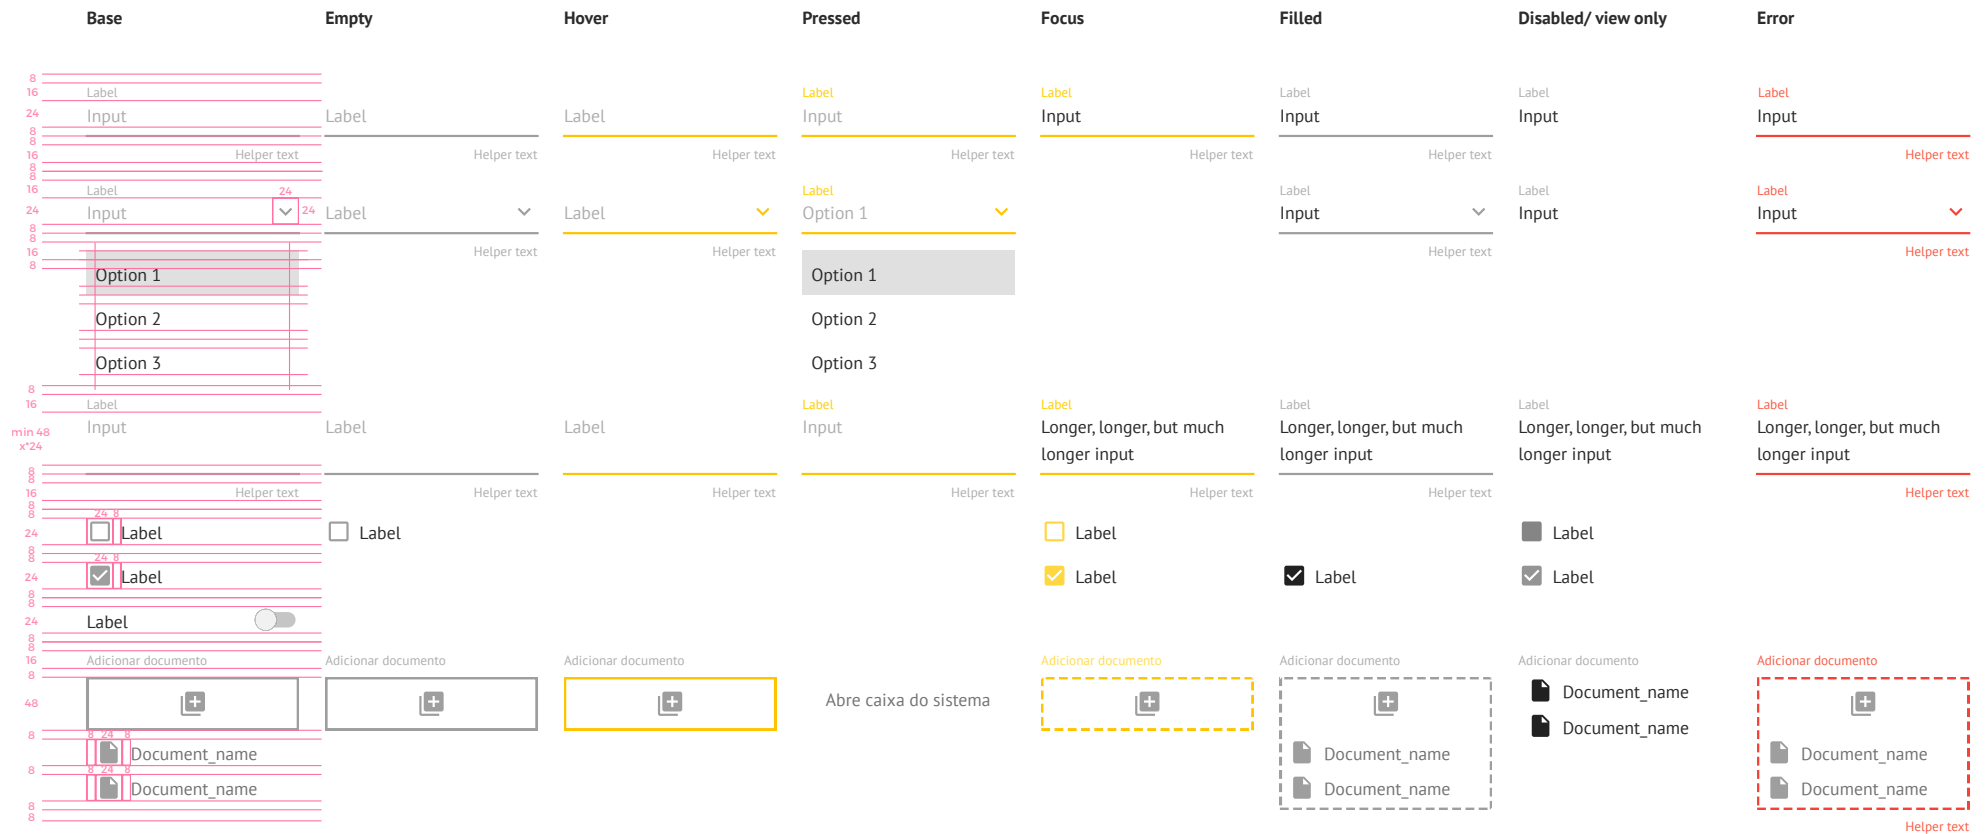 Base Empty Hover Pressed Focus Filled Disabled/ view only Error
8
16 Label Label Label Label Label Label
24 Input Label Label Input Input Input Input Input
8
8
16 Helper text Helper text Helper text Helper text Helper text Helper text Helper text
8
8
16 Label 24 Label Label Label Label
24 Input 24 Label Label Option 1 Input Input Input
8
8
16 Helper text Helper text Helper text Helper text
8
Option 1 Option 1
Option 2 Option 2
Option 3 Option 3
8
16 Label Label Label Label Label Label
min 48 Input Label Label Input Longer, longer, but much Longer, longer, but much Longer, longer, but much Longer, longer, but much
x*24 longer input longer input longer input longer input
8
8
16 Helper text Helper text Helper text Helper text Helper text Helper text Helper text
8
8 24 8
24 Label Label Label Label
8
8 24 8
24 Label Label Label Label
8
8
24 Label
8
8
16 Adicionar documento Adicionar documento Adicionar documento Adicionar documento Adicionar documento Adicionar documento Adicionar documento
8
48 Abre caixa do sistema Document_name
Document_name
8 8 24 8
Document_name Document_name Document_name
8 8 24 8
Document_name Document_name Document_name
8
8
Helper text